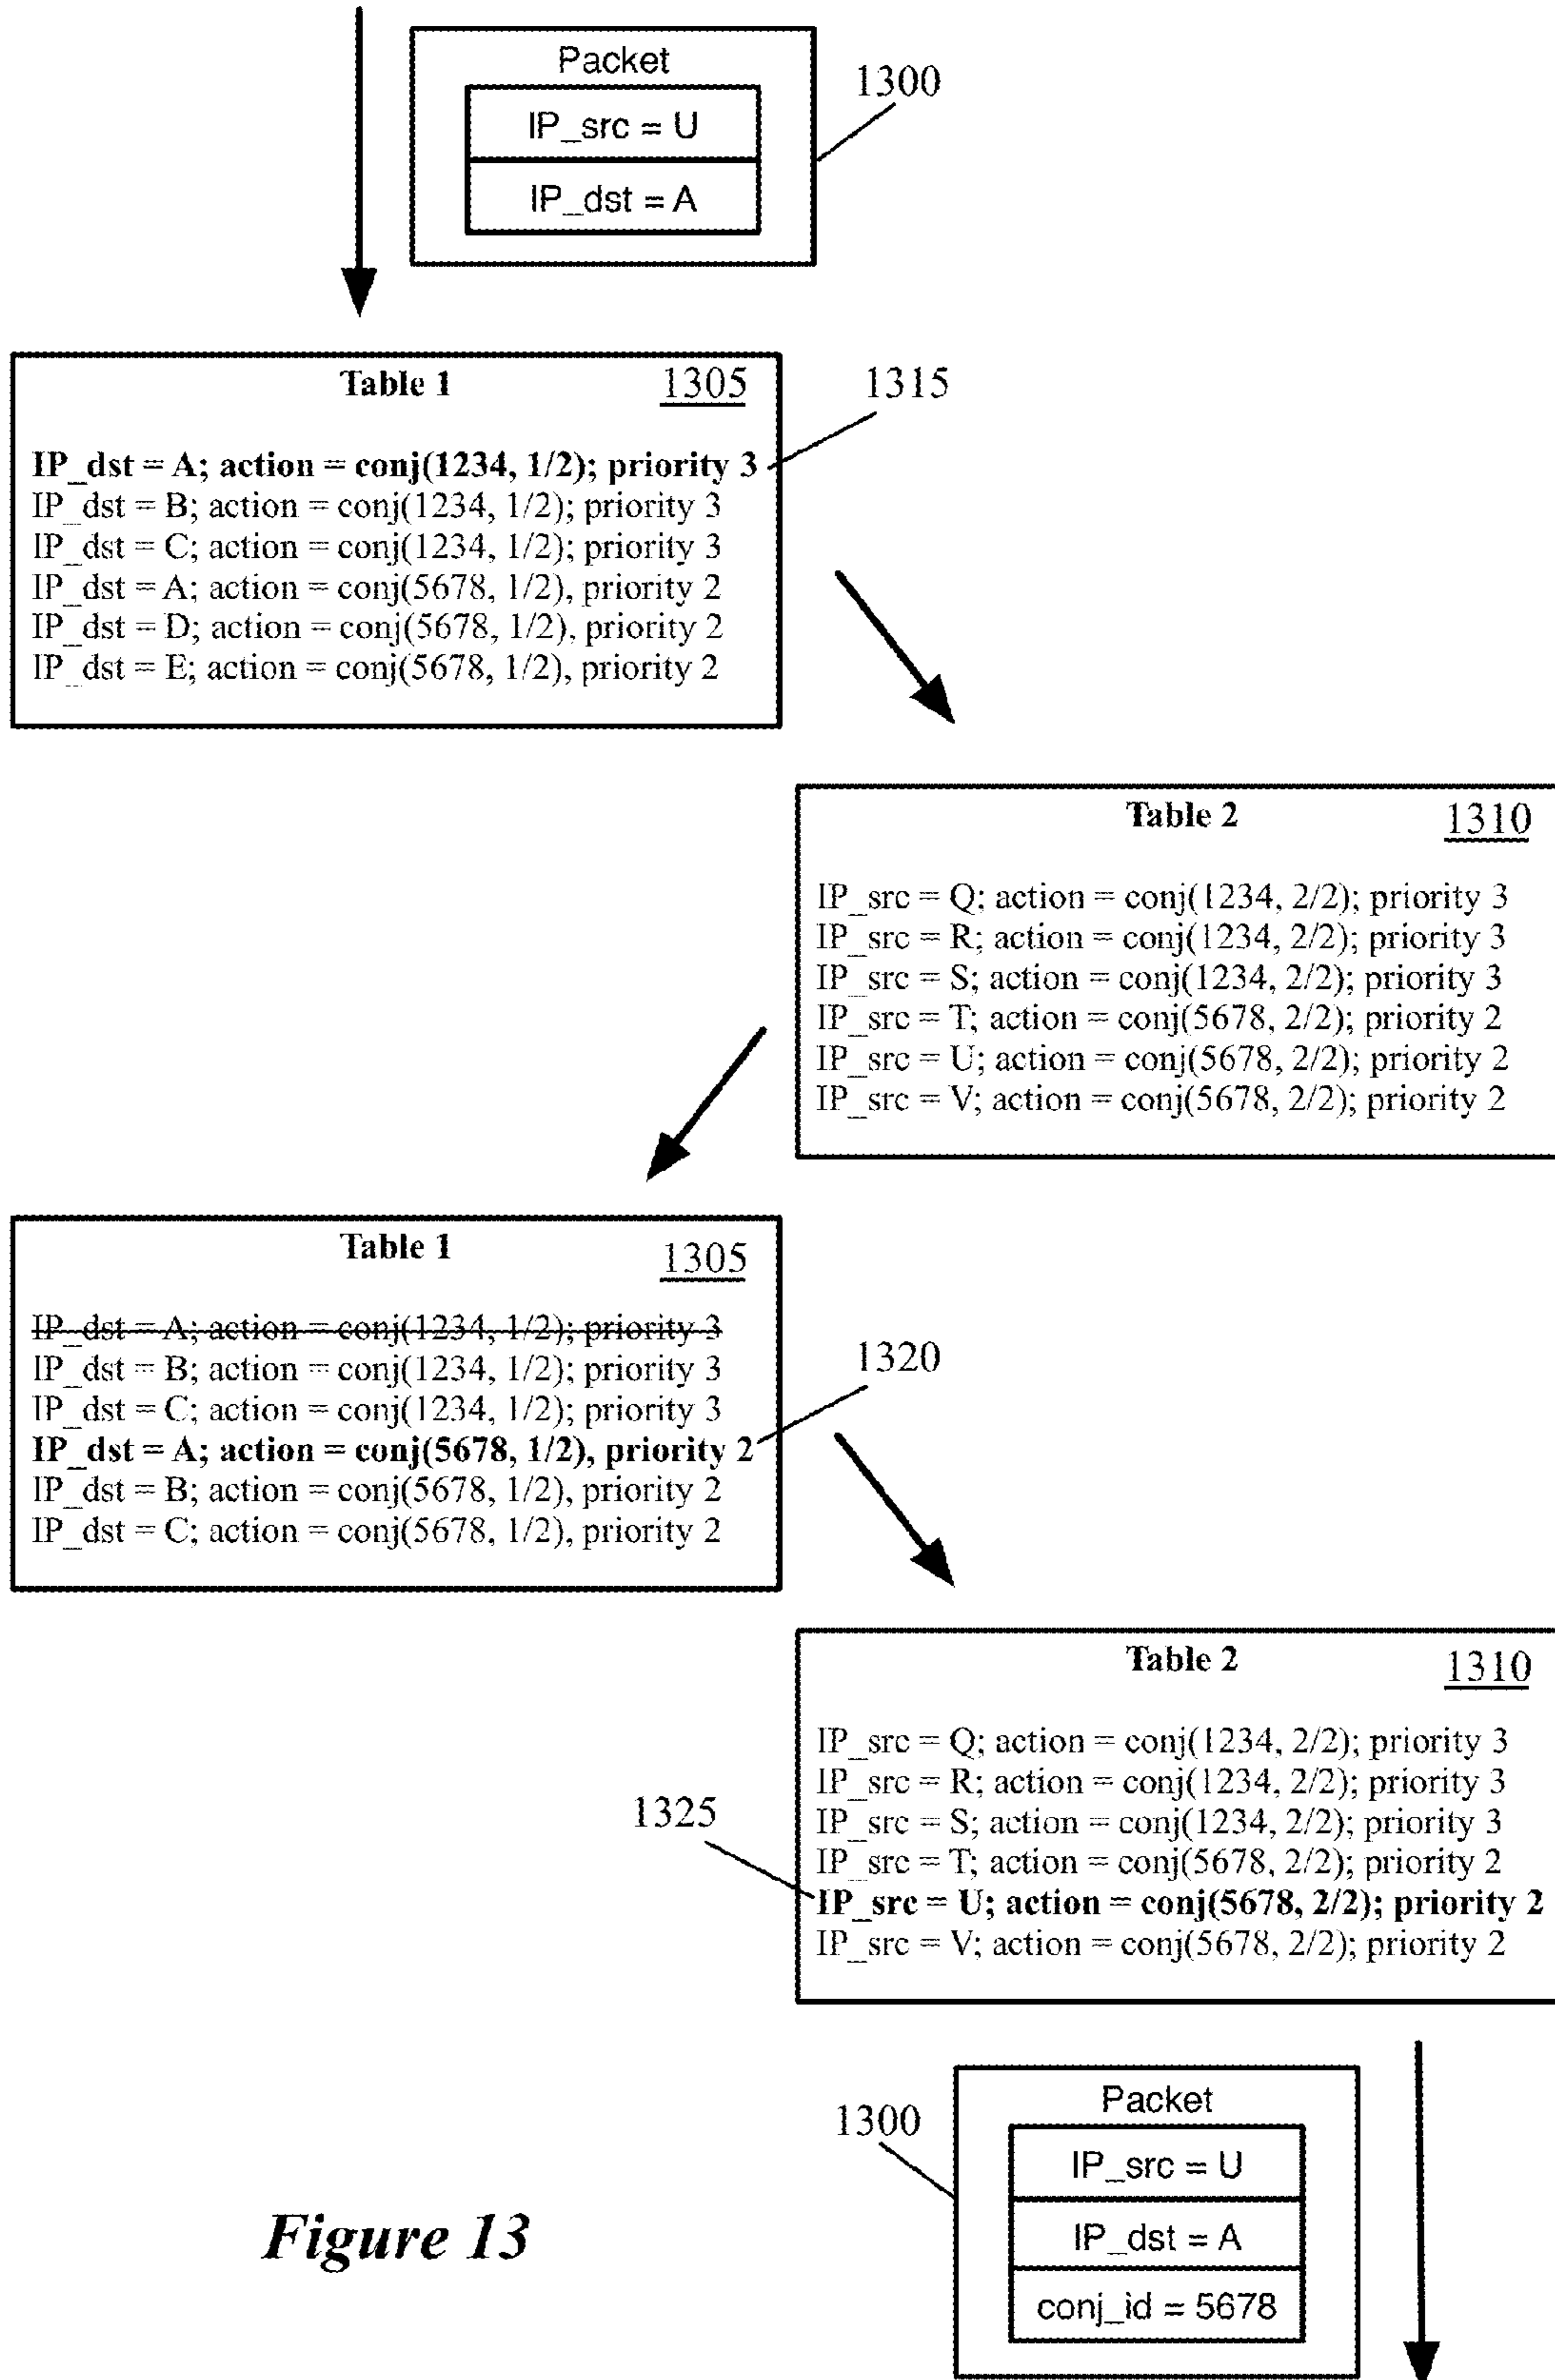 Packet
1300
IP_src = U
IP_dst = A
Table 1 1305
1315
IP_dst = A; action = conj(1234, 1/2); priority 3
IP_dst = B; action = conj(1234, 1/2); priority 3
IP_dst = C; action = conj(1234, 1/2); priority 3
IP_dst = A; action = conj(5678, 1/2), priority 2
IP_dst = D; action = conj(5678, 1/2), priority 2
IP_dst = E; action = conj(5678, 1/2), priority 2
Table 2 1310
IP_src = Q; action = conj(1234, 2/2); priority 3
IP_src = R; action = conj(1234, 2/2); priority 3
IP_src = S; action = conj(1234, 2/2); priority 3
IP_src = T; action = conj(5678, 2/2); priority 2
IP_src = U; action = conj(5678, 2/2); priority 2
IP_src = V; action = conj(5678, 2/2); priority 2
Table 1 1305
IP_dst = A; action = conj(1234, 1/2); priority 3
IP_dst = B; action = conj(1234, 1/2); priority 3
1320
IP_dst = C; action = conj(1234, 1/2); priority 3
IP_dst = A; action = conj(5678, 1/2), priority 2
IP_dst = B; action = conj(5678, 1/2), priority 2
IP_dst = C; action = conj(5678, 1/2), priority 2
Table 2 1310
IP_src = Q; action = conj(1234, 2/2); priority 3
IP_src = R; action = conj(1234, 2/2); priority 3
1325
IP_src = S; action = conj(1234, 2/2); priority 3
IP_src = T; action = conj(5678, 2/2); priority 2
IP_src = U; action = conj(5678, 2/2); priority 2
IP_src = V; action = conj(5678, 2/2); priority 2
Packet
1300
IP_src = U
IP_dst = A
conj_id = 5678
Figure 13